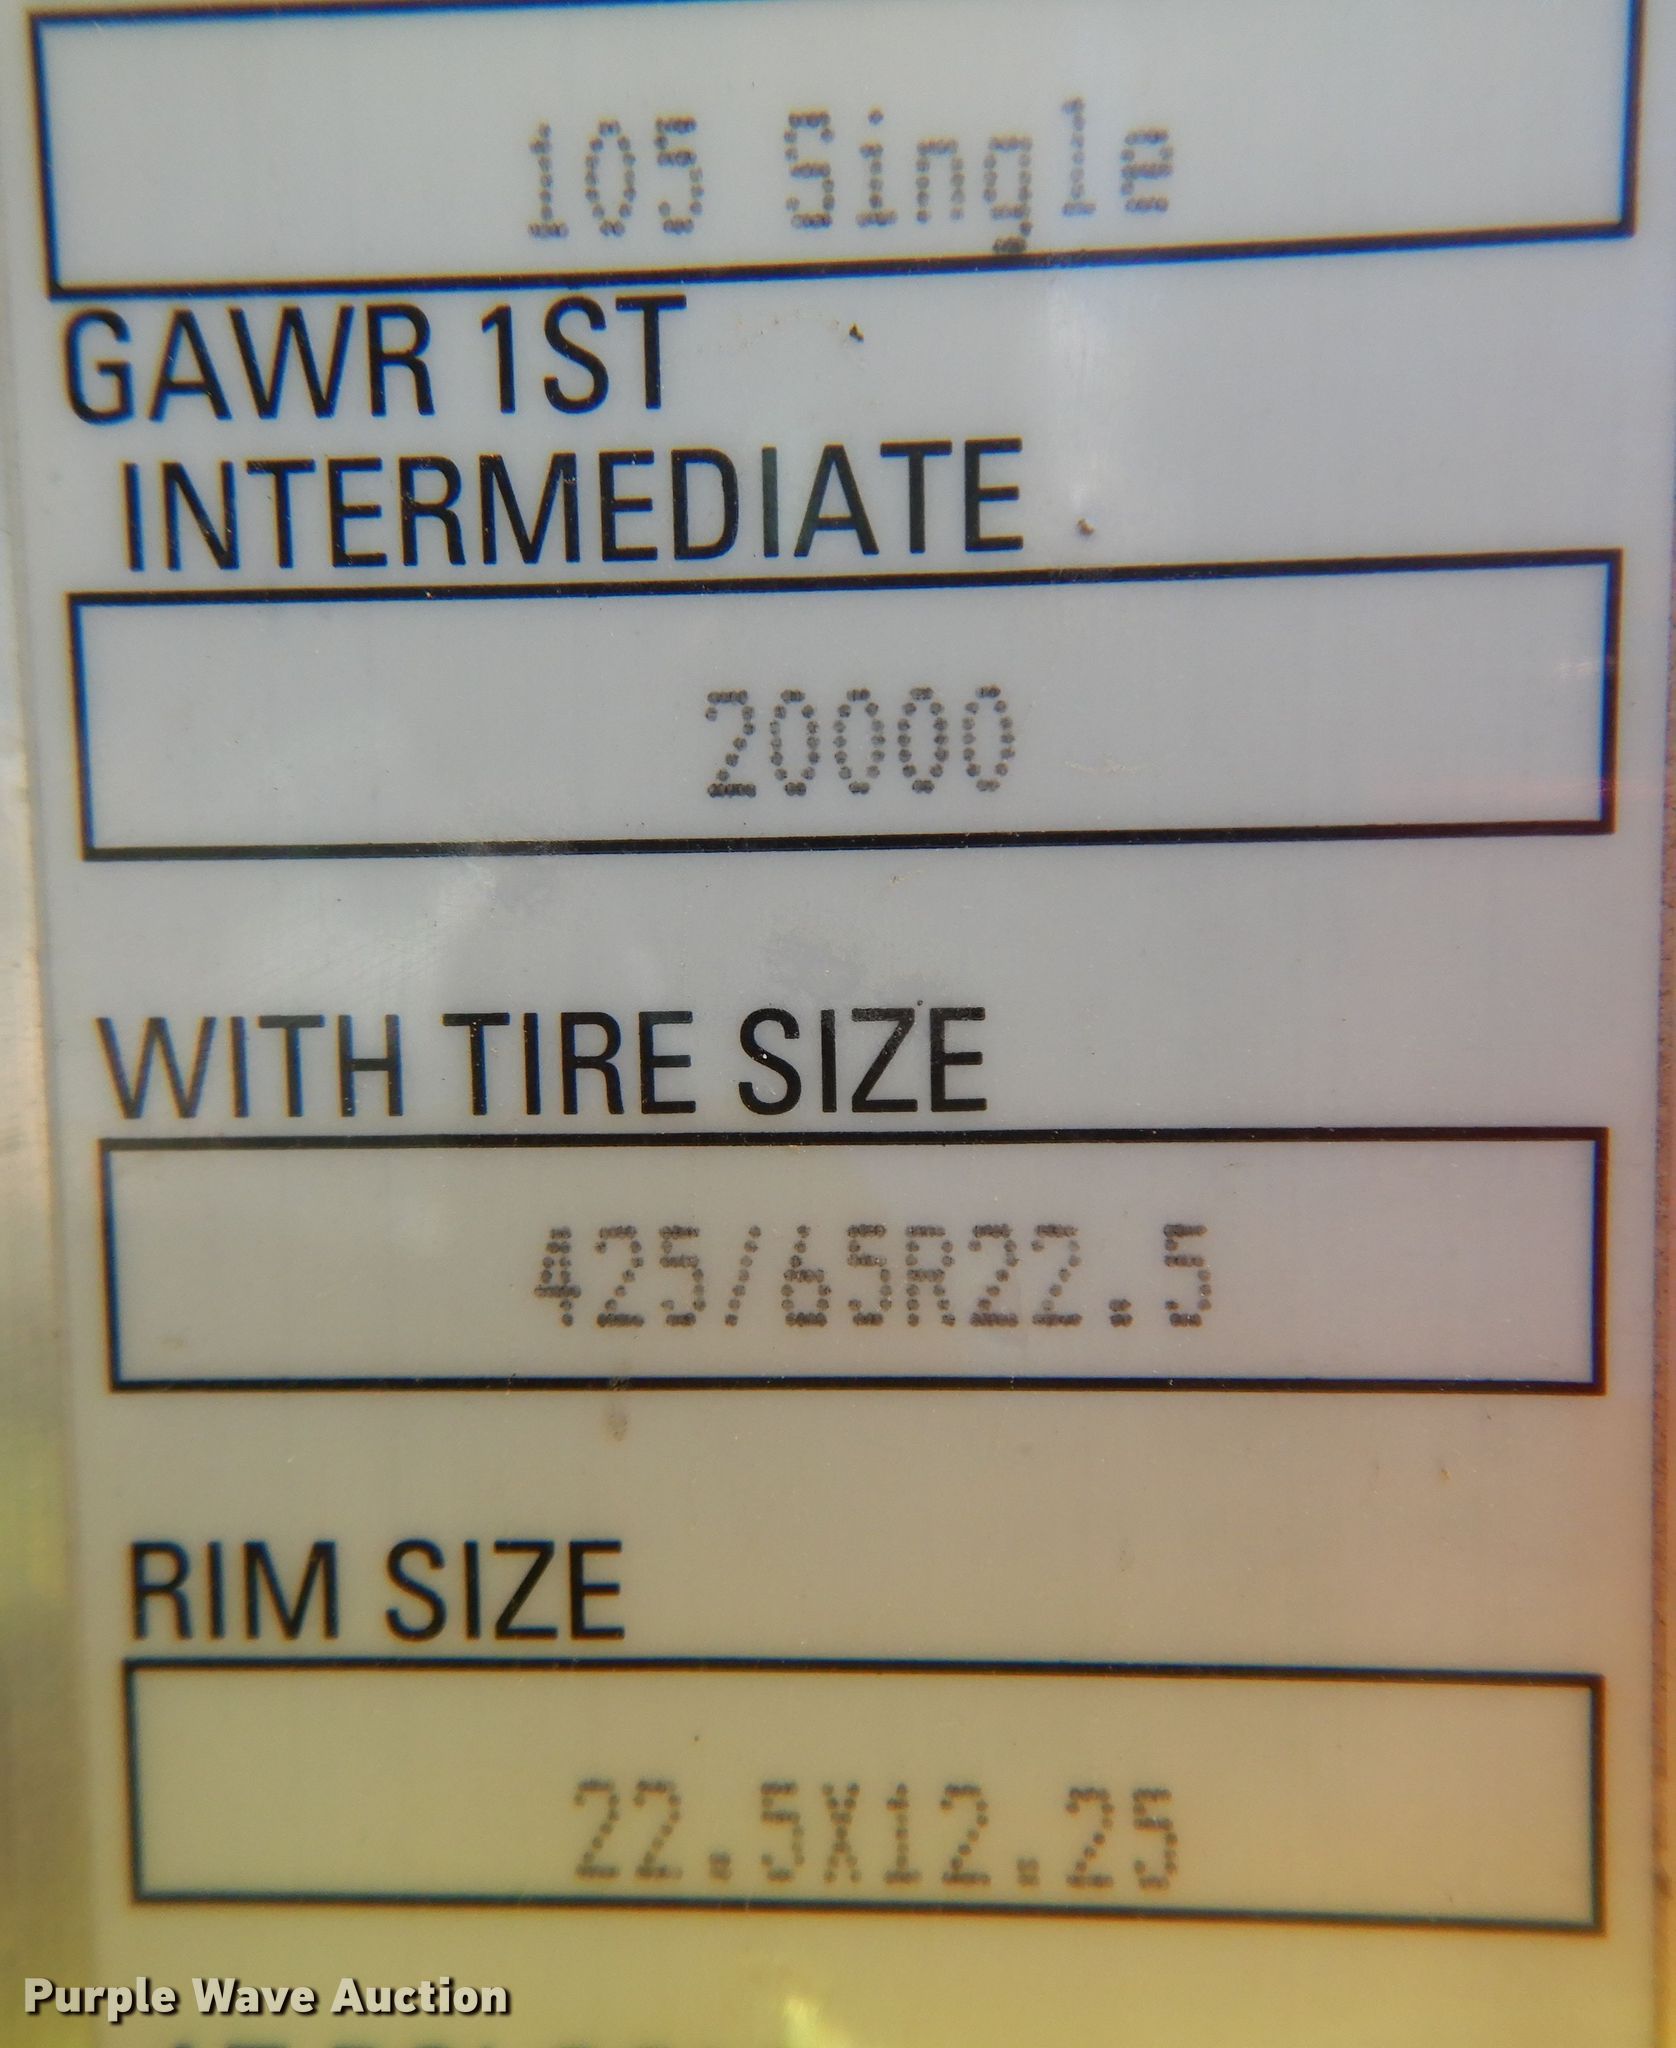 105 Single
GAWR 1ST
INTERMEDIATE
20000
WITH TIRE SIZE
425/65R22.5
RIM SIZE
22.5X12.25
Purple Wave Auction